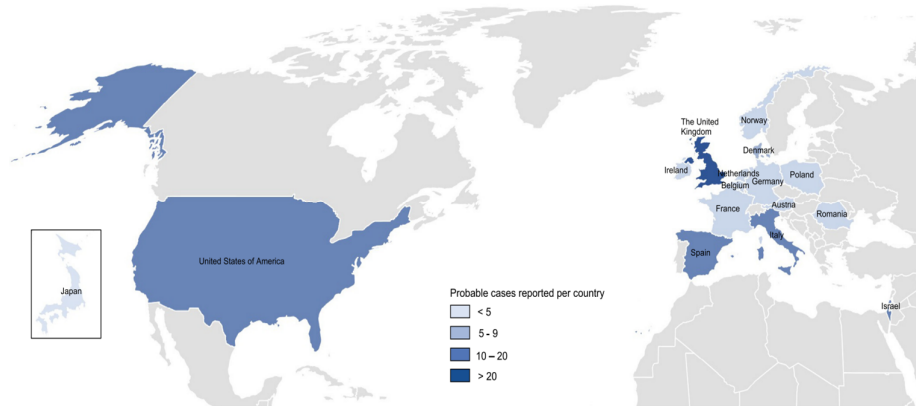 The United
Kingdom
Norway
Denmark
Ireland
Netherlands
Belgium
Germany
Poland
France
Austria
Romania
Italy
Spain
United States of America
Japan
Israel
Probable cases reported per country
< 5
5 - 9
10 – 20
> 20